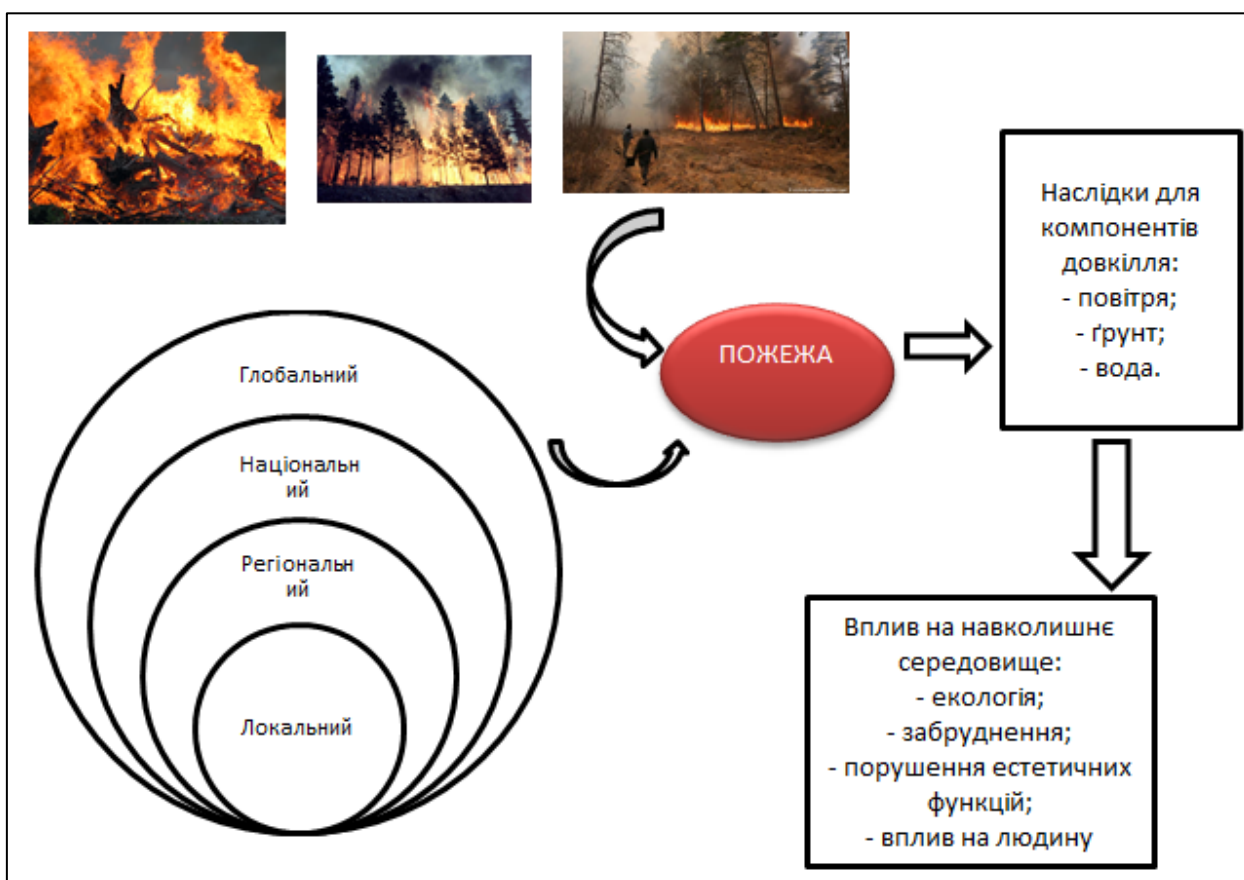 Глобальний
Національн
ий
Регіональн
ий
Локальний
ПОЖЕЖА
Наслідки для
компонентів
довкілля:
- повітря;
- ґрунт;
- вода.
Вплив на навколишнє
середовище:
- екологія;
- забруднення;
- порушення естетичних
функцій;
- вплив на людину